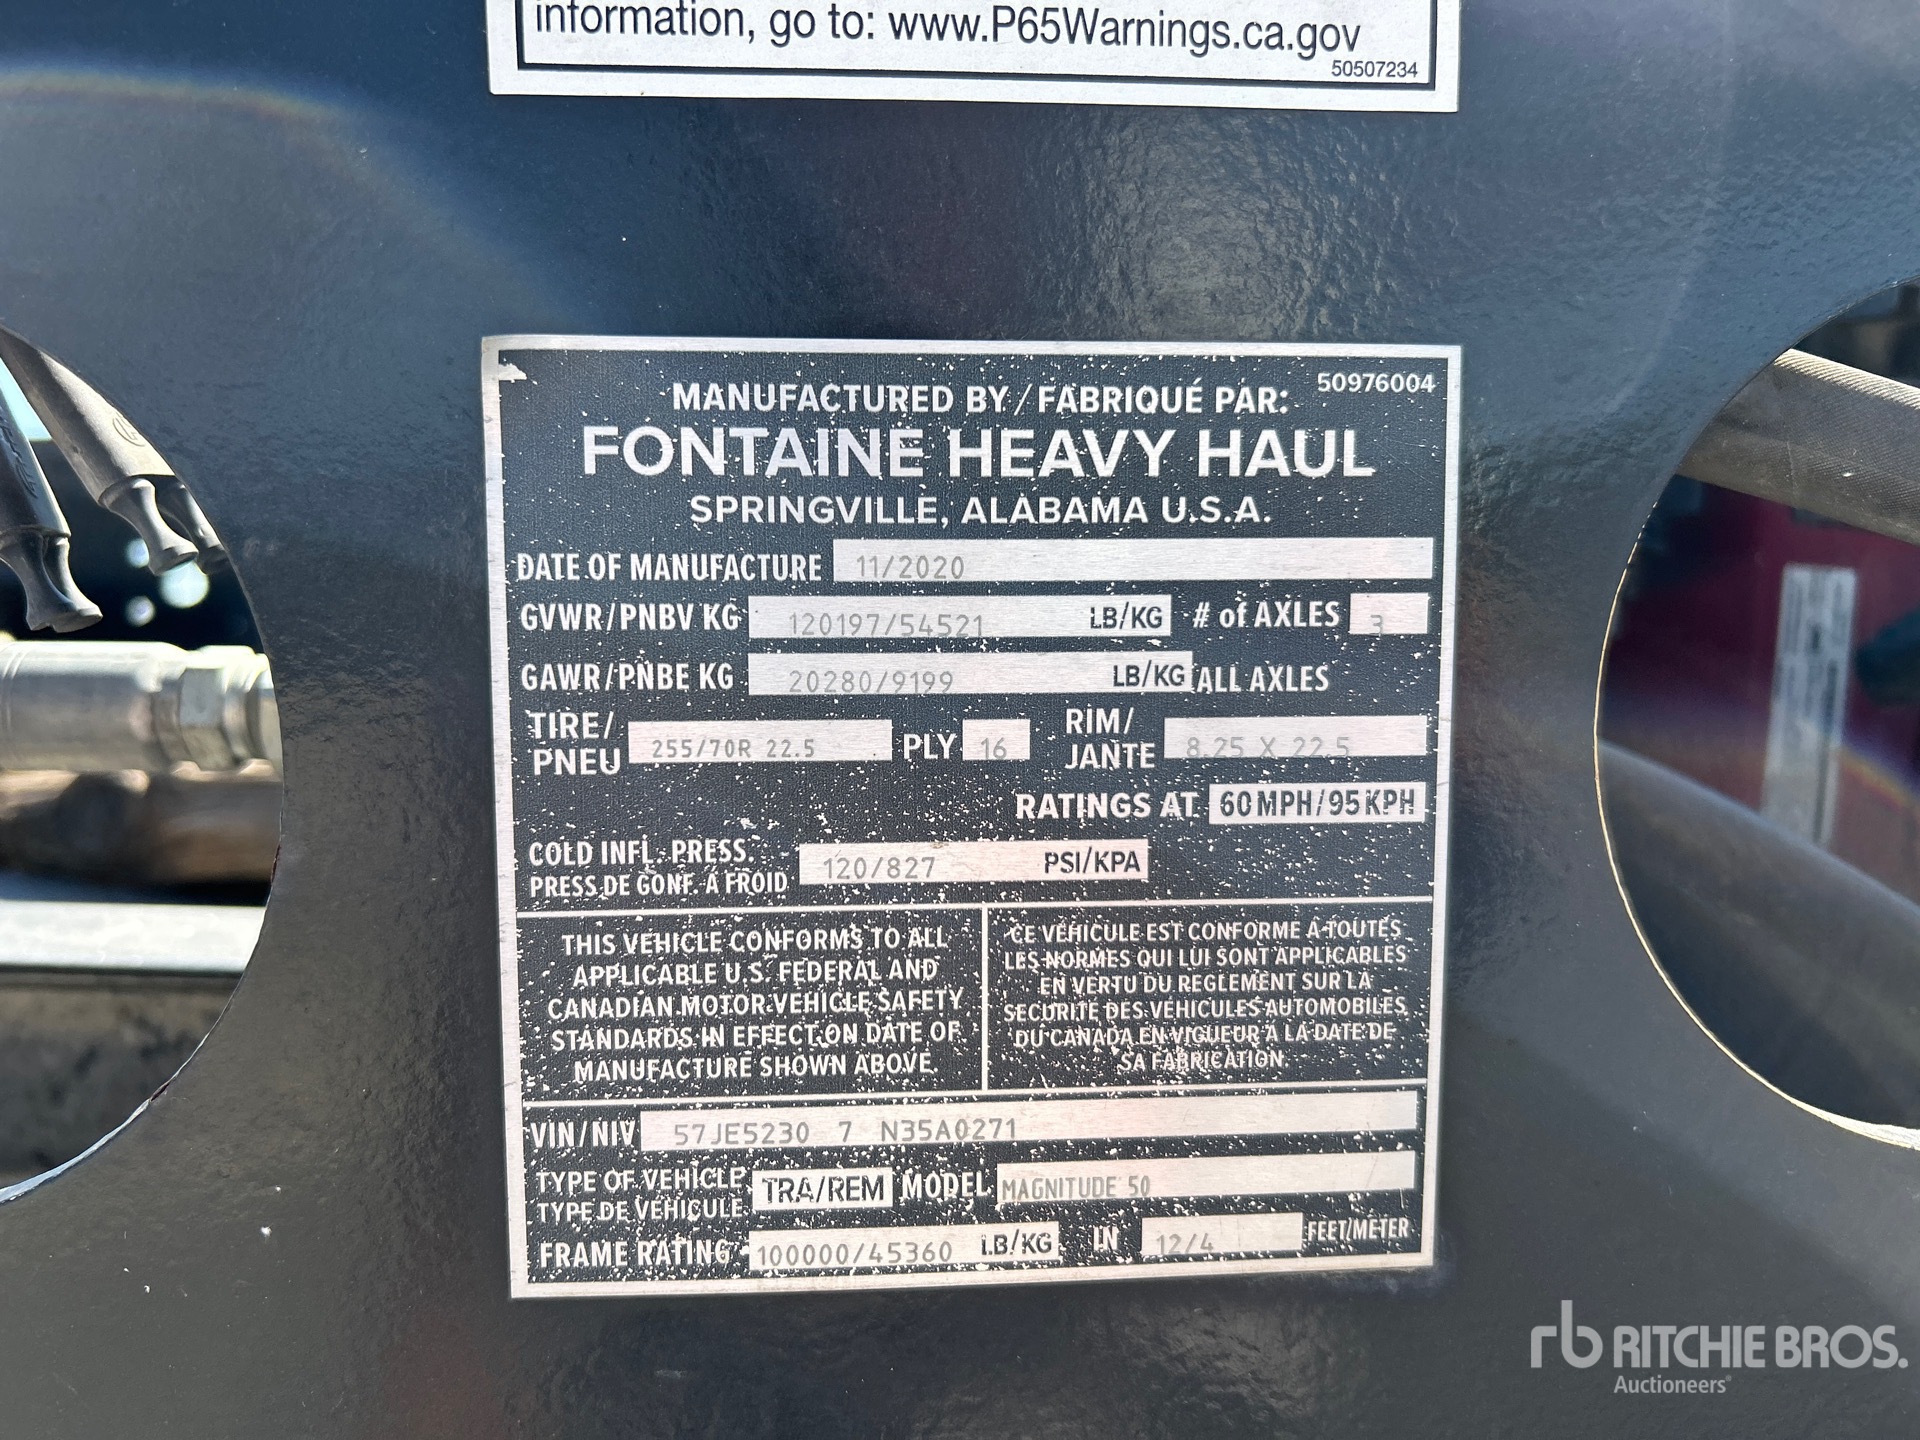 information, go to: www.P65Warnings.ca.gov
50507234
50976004
MANUFACTURED BY / FABRIQUÉ PAR:
FONTAINE HEAVY HAUL
SPRINGVILLE, ALABAMA U.S.A.
DATE OF MANUFACTURE 11/2020
GVWR/PNBV KG 120197/54521 LB/KG # of AXLES 3
GAWR/PNBE KG 20280/9199 LB/KG ALL AXLES
TIRE/ PNEU 255/70R 22.5 PLY 16 RIM/ JANTE 8.25 X 22.5
RATINGS AT 60 MPH/95 KPH
COLD INFL. PRESS.
PRESS.DE GONF. À FROID 120/827 PSI/KPA
THIS VEHICLE CONFORMS TO ALL
APPLICABLE U.S. FEDERAL AND
CANADIAN MOTOR VEHICLE SAFETY
STANDARDS IN EFFECT ON DATE OF
MANUFACTURE SHOWN ABOVE.
CE VÉHICULE EST CONFORME À TOUTES
LES NORMES QUI LUI SONT APPLICABLES
EN VERTU DU RÈGLEMENT SUR LA
SÉCURITÉ DES VÉHICULES AUTOMOBILES
DU CANADA EN VIGUEUR À LA DATE DE
SA FABRICATION.
VIN/NIV 57JE5230 7 N35A0271
TYPE OF VEHICLE
TYPE DE VÉHICULE TRA/REM MODEL MAGNITUDE 50
FRAME RATING 100000/45360 LB/KG IN 12/4 FEET/METER
rb RITCHIE BROS.
Auctioneers